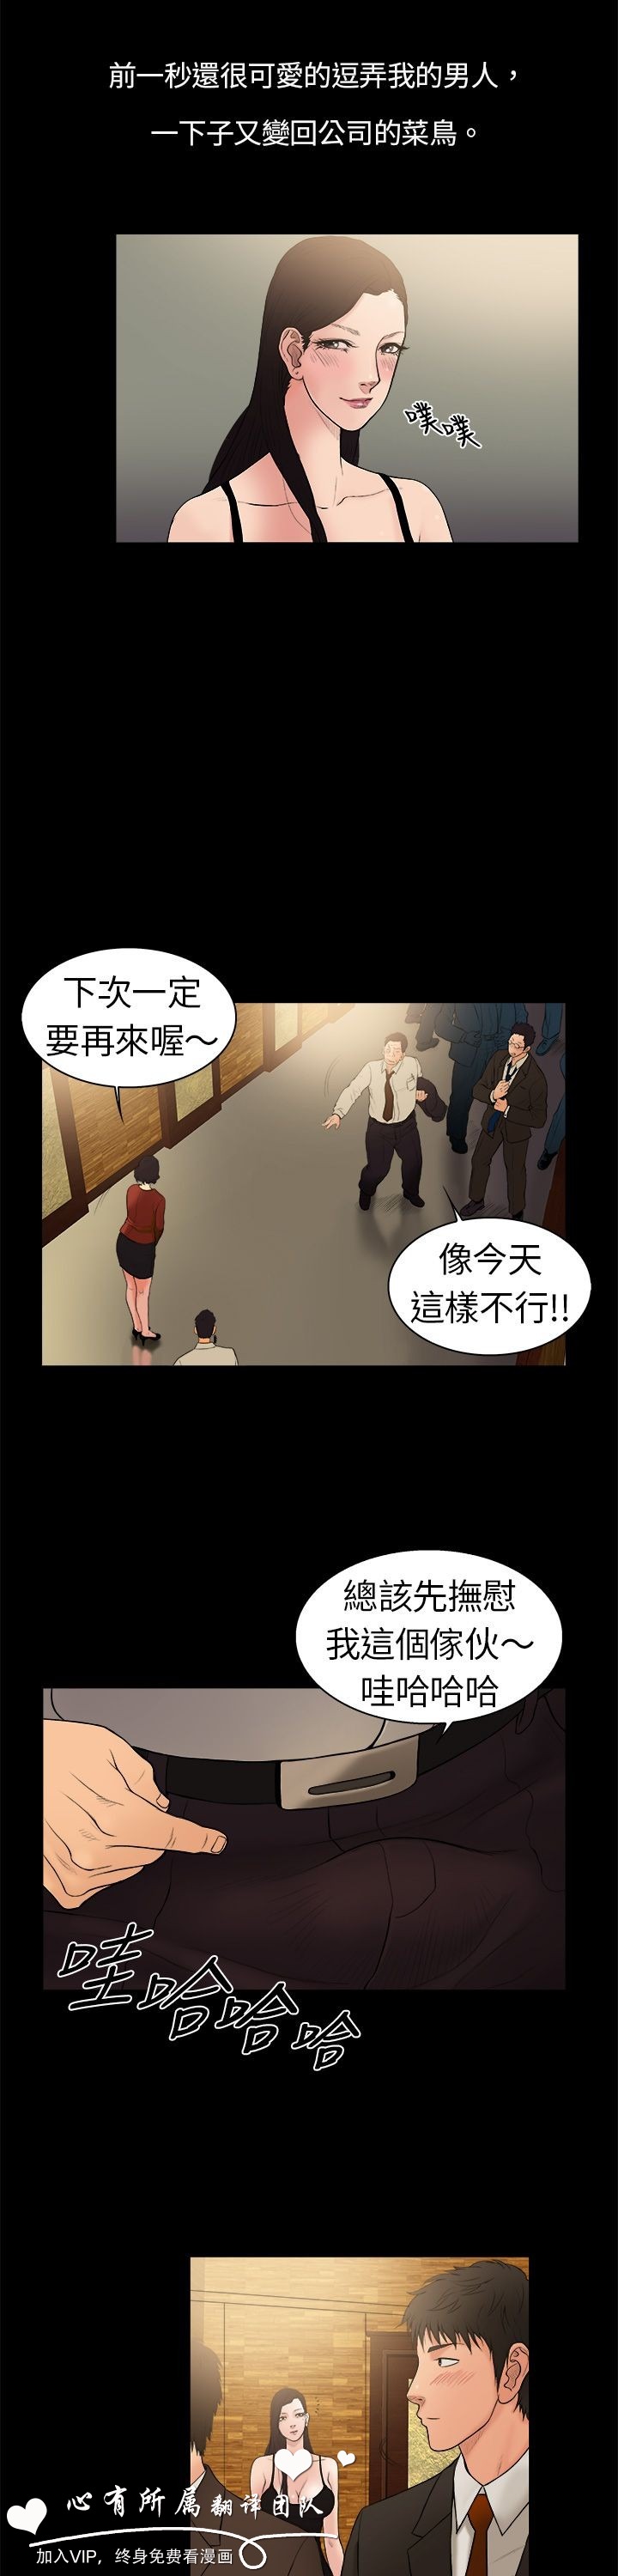 前一秒還很可愛的逗弄我的男人，
一下子又變回公司的菜鳥。
噗噗
下次一定
要再來喔～
像今天
這樣不行!!
總該先撫慰
我這個傢伙～
哇哈哈哈
哇哈哈哈
心有所属翻译团队
加入VIP，终身免费看漫画